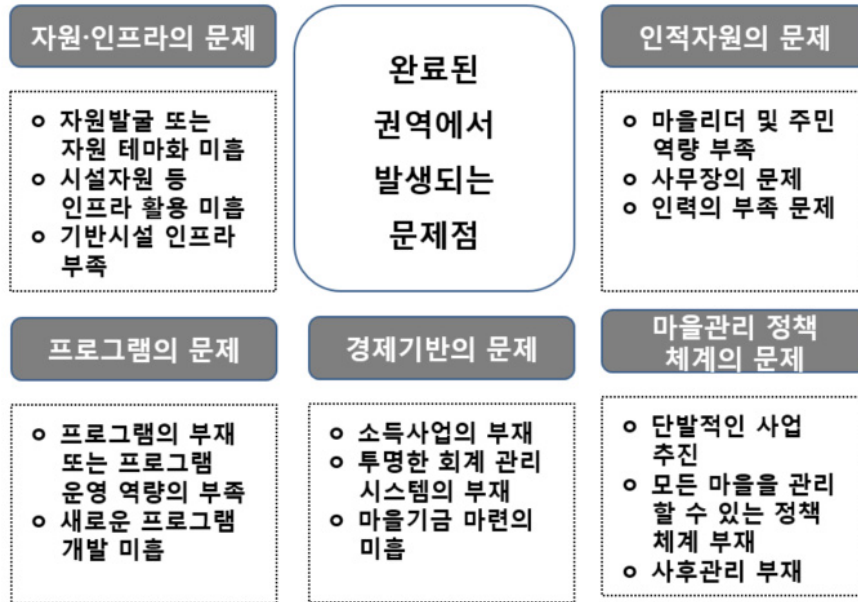 자원·인프라의 문제
ο 자원발굴 또는
자원 테마화 미흡
ο 시설자원 등
인프라 활용 미흡
ο 기반시설 인프라
부족
완료된
권역에서
발생되는
문제점
인적자원의 문제
ο 마을리더 및 주민
역량 부족
ο 사무장의 문제
ο 인력의 부족 문제
프로그램의 문제
ο 프로그램의 부재
또는 프로그램
운영 역량의 부족
ο 새로운 프로그램
개발 미흡
경제기반의 문제
ο 소득사업의 부재
ο 투명한 회계 관리
시스템의 부재
ο 마을기금 마련의
미흡
마을관리 정책
체계의 문제
ο 단발적인 사업
추진
ο 모든 마을을 관리
할 수 있는 정책
체계 부재
ο 사후관리 부재